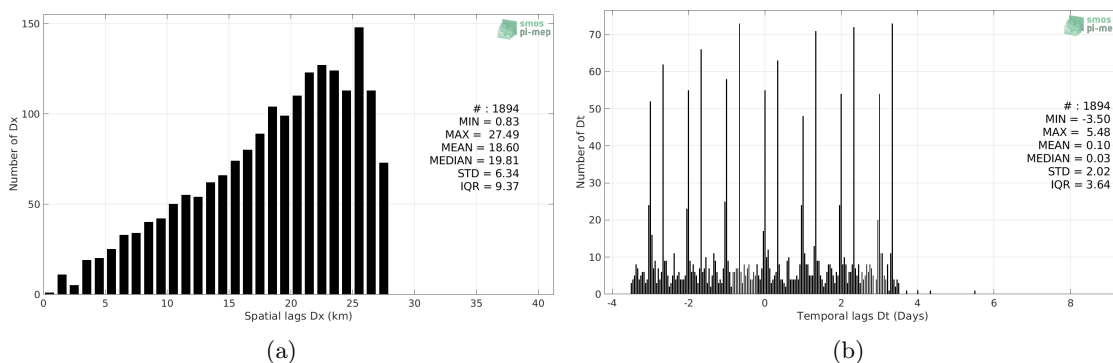 150
100
50
0
Number of Dx
smos
pi-mep
# : 1894
MIN = 0.83
MAX = 27.49
MEAN = 18.60
MEDIAN = 19.81
STD = 6.34
IQR = 9.37
0 5 10 15 20 25 30 35 40
Spatial lags Dx (km)
(a)
70
60
50
40
30
20
10
0
Number of Dt
smos
pi-mep
# : 1894
MIN = -3.50
MAX = 5.48
MEAN = 0.10
MEDIAN = 0.03
STD = 2.02
IQR = 3.64
-4 -2 0 2 4 6 8
Temporal lags Dt (Days)
(b)